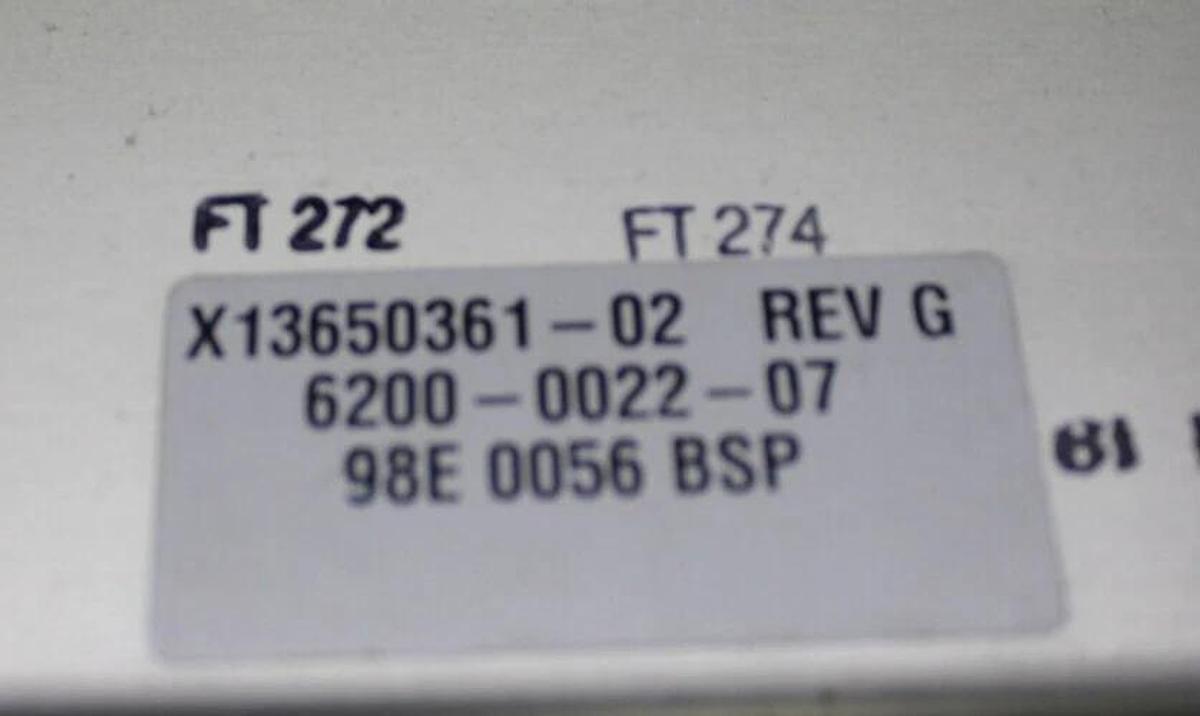 FT 272 FT 274
X13650361-02 REV G
6200-0022-07
98E 0056 BSP